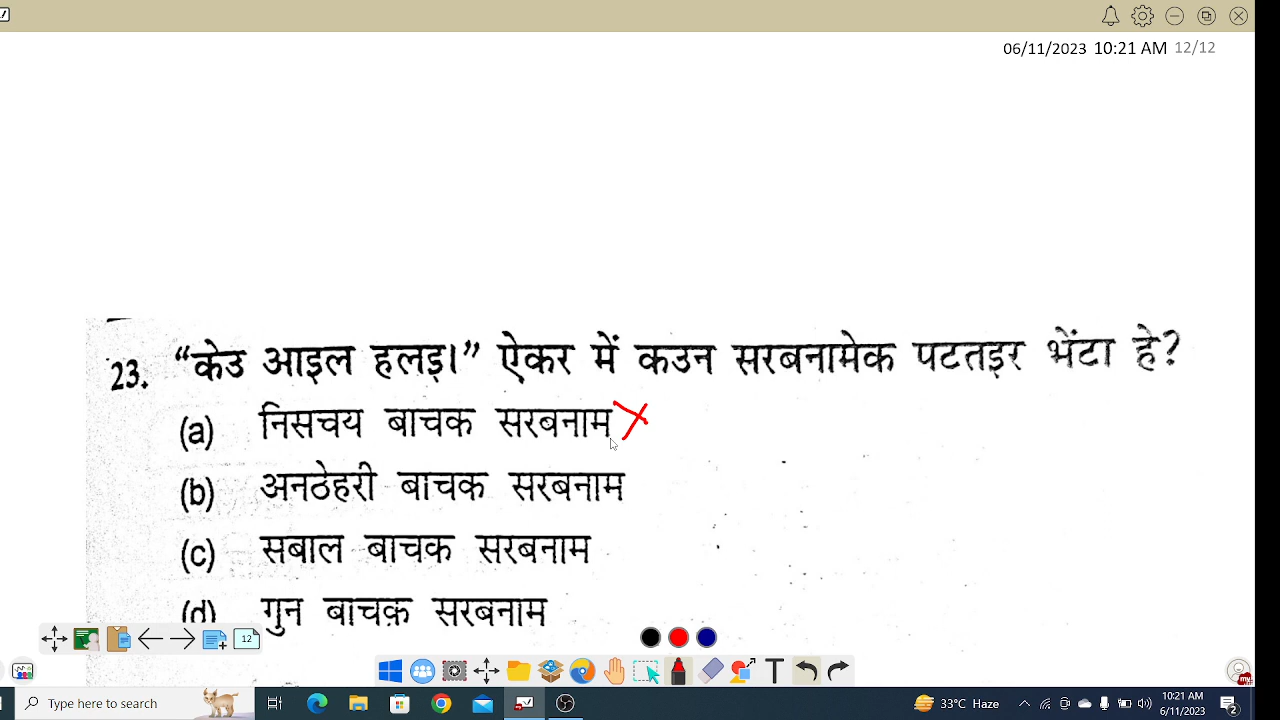 06/11/2023 10:21 AM 12/12
23. “केउ आइल हलइ।” ऐकर में कउन सरबनामेक पटतइर भेंटा हे?
(a) निसचय बाचक सरबनाम
(b) अनठेहरी बाचक सरबनाम
(c) सबाल बाचक सरबनाम
(d) गुन बाचक़ सरबनाम
12
T
Type here to search
33°C Haze
10:21 AM
6/11/2023
2